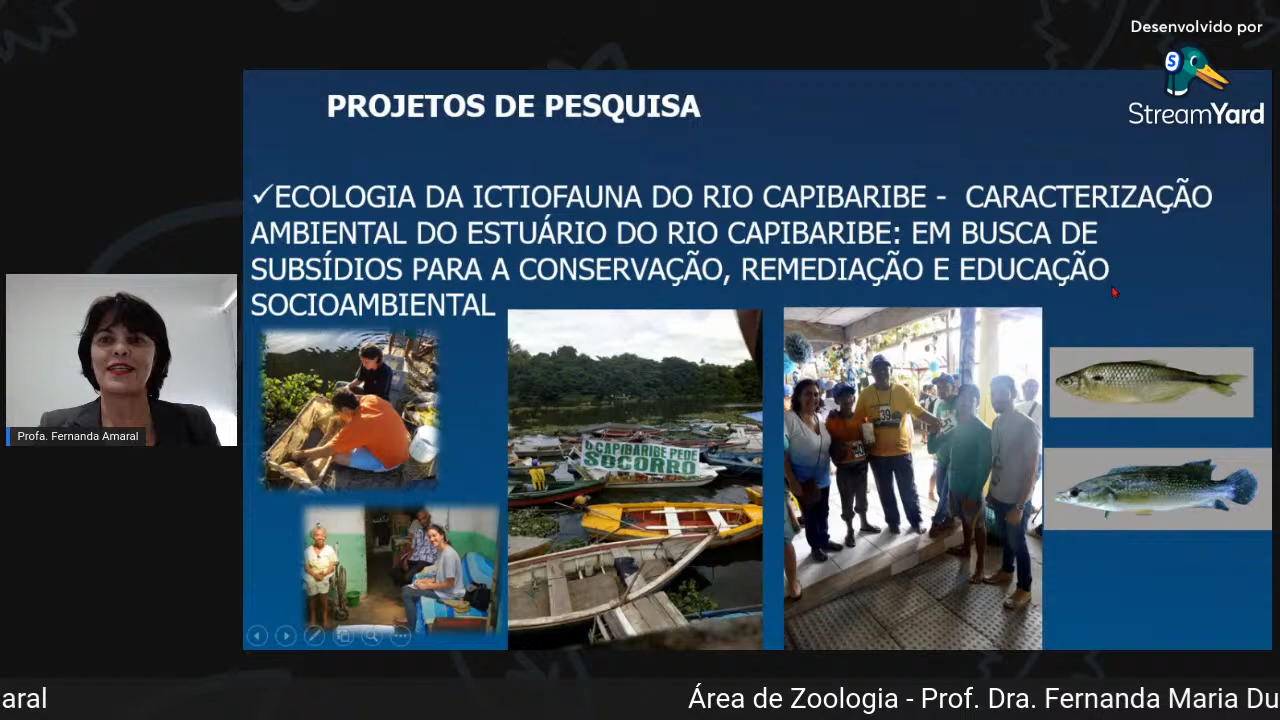 Desenvolvido por
S
StreamYard
PROJETOS DE PESQUISA
✓ECOLOGIA DA ICTIOFAUNA DO RIO CAPIBARIBE - CARACTERIZAÇÃO
AMBIENTAL DO ESTUÁRIO DO RIO CAPIBARIBE: EM BUSCA DE
SUBSÍDIOS PARA A CONSERVAÇÃO, REMEDIAÇÃO E EDUCAÇÃO
SOCIOAMBIENTAL
O CAPIBARIBE PEDE
SOCORRO
39
Profa. Fernanda Amaral
aral
Área de Zoologia - Prof. Dra. Fernanda Maria Du